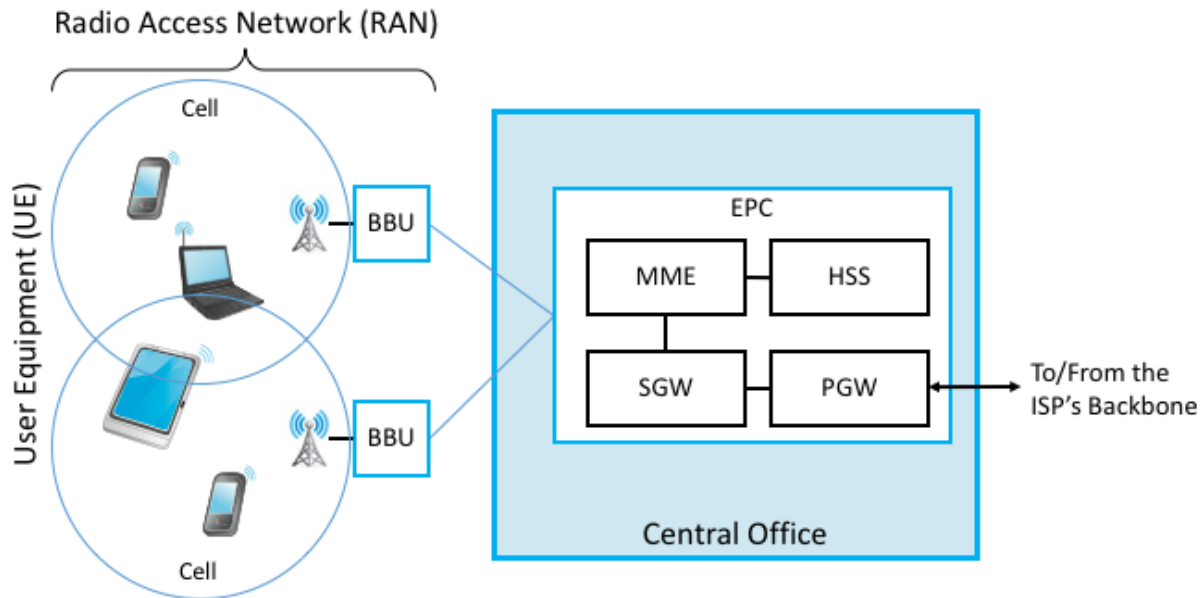 Radio Access Network (RAN)
Cell
User Equipment (UE)
BBU
EPC
MME
HSS
SGW
PGW
To/From the
ISP's Backbone
BBU
Central Office
Cell